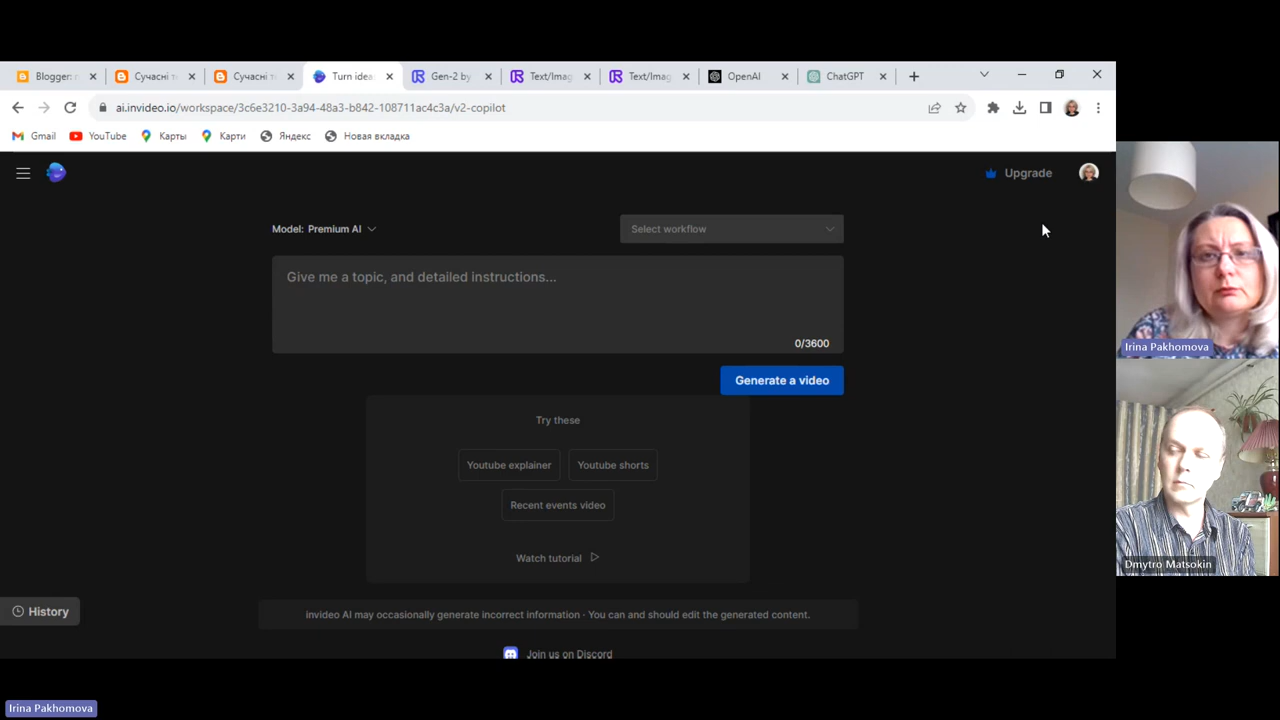 Blogger: Сучасні Сучасні Turn idea Gen-2 by Text/Imag Text/Imag OpenAI ChatGPT
ai.invideo.io/workspace/3c6e3210-3a94-48a3-b842-108711ac4c3a/v2-copilot
Gmail YouTube Карты Карти Яндекс Новая вкладка
Upgrade
Model: Premium AI Select workflow
Give me a topic, and detailed instructions...
0/3600
Generate a video
Try these
Youtube explainer Youtube shorts
Recent events video
Watch tutorial
History
invideo AI may occasionally generate incorrect information · You can and should edit the generated content.
Join us on Discord
Irina Pakhomova
Dmytro Matsokin
Irina Pakhomova